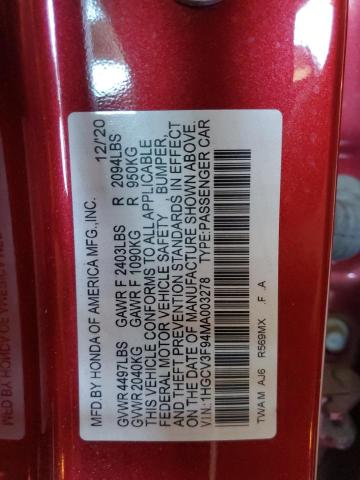 MFD BY HONDA OF AMERICA MFG.,INC. 12/20
GVWR 4497LBS GAWR F 2403LBS R 2094LBS
GVWR 2040KG GAWR F 1090KG R 950KG
THIS VEHICLE CONFORMS TO ALL APPLICABLE
FEDERAL MOTOR VEHICLE SAFETY BUMPER,
AND THEFT PREVENTION STANDARDS IN EFFECT
ON THE DATE OF MANUFACTURE SHOWN ABOVE.
V.I.N.:1HGCV3F94MA003278 TYPE:PASSENGER CAR
TWA M AJ6 R569MX .F .A